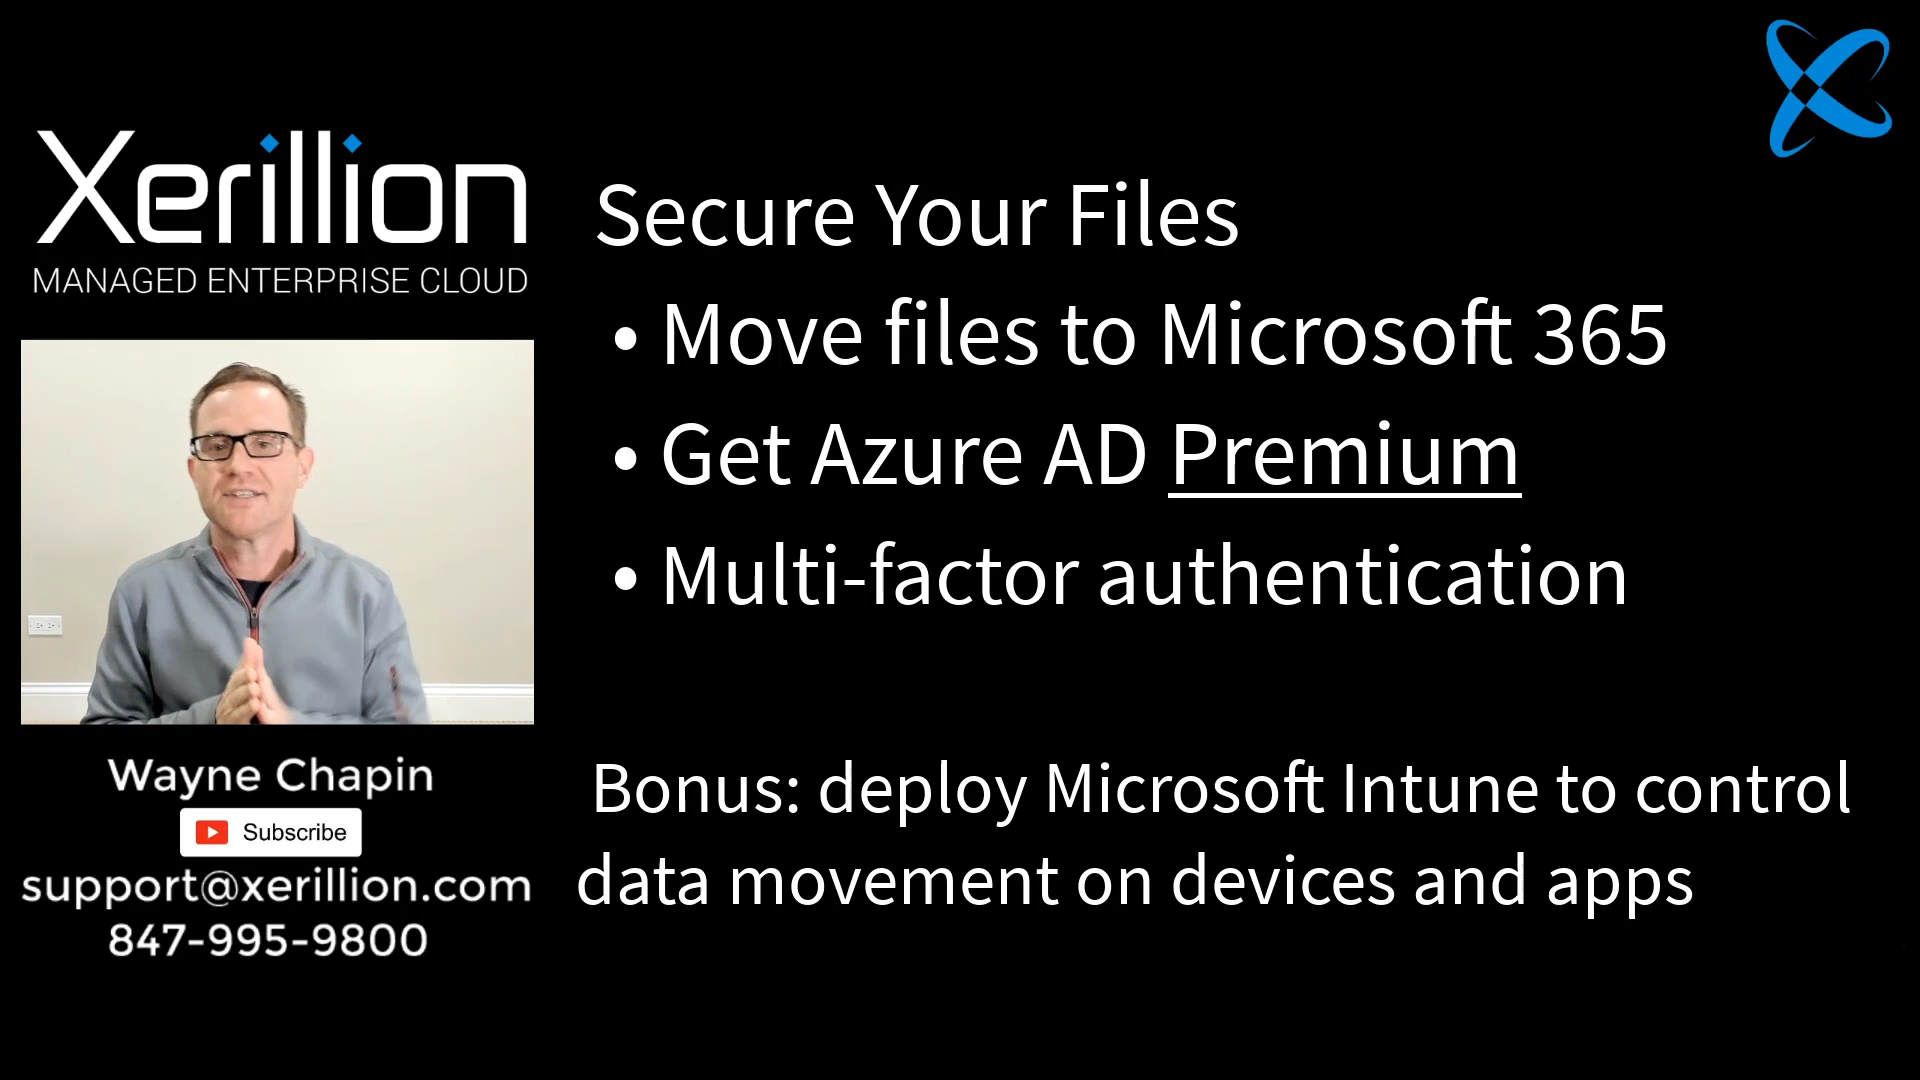 Xerillion
MANAGED ENTERPRISE CLOUD
Wayne Chapin
Subscribe
support@xerillion.com
847-995-9800
Secure Your Files
• Move files to Microsoft 365
• Get Azure AD Premium
• Multi-factor authentication
Bonus: deploy Microsoft Intune to control
data movement on devices and apps